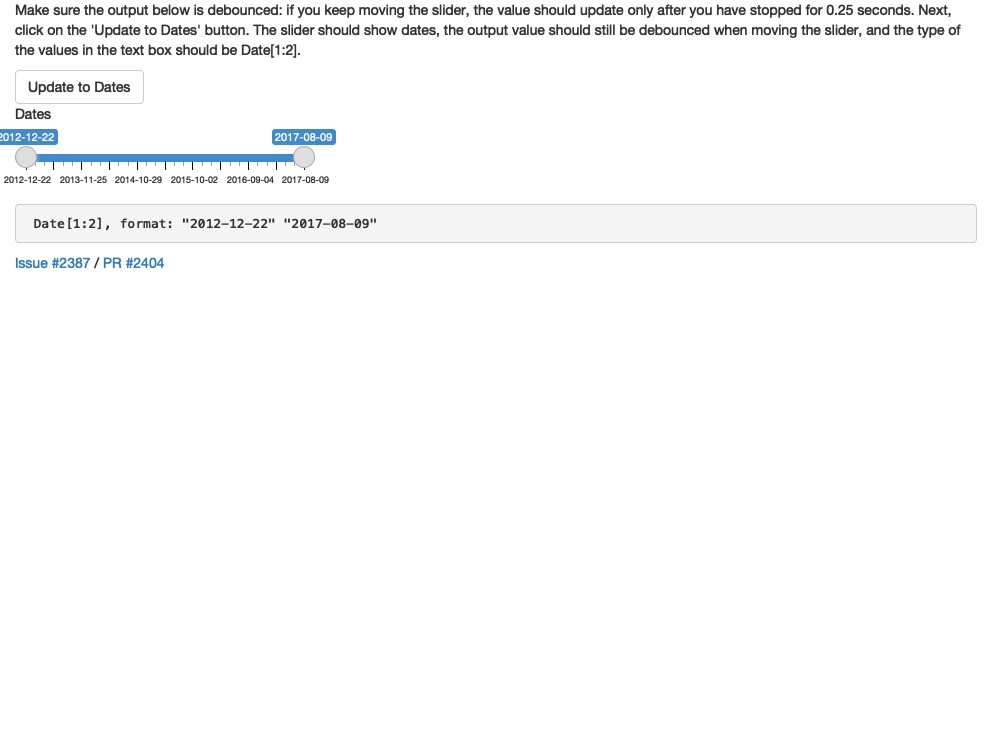 Make sure the output below is debounced: if you keep moving the slider, the value should update only after you have stopped for 0.25 seconds. Next,
click on the 'Update to Dates' button. The slider should show dates, the output value should still be debounced when moving the slider, and the type of
the values in the text box should be Date[1:2].
Update to Dates
Dates
2012-12-22 2017-08-09
2012-12-22 2013-11-25 2014-10-29 2015-10-02 2016-09-04 2017-08-09
Date[1:2], format: "2012-12-22" "2017-08-09"
Issue #2387 / PR #2404